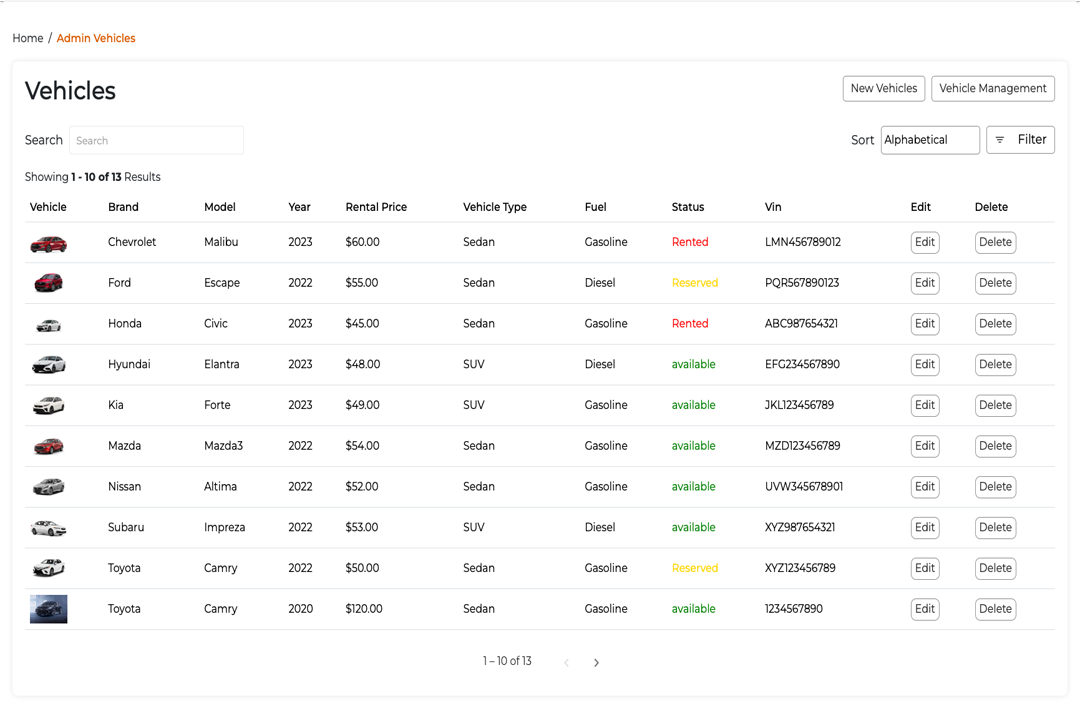 Home / Admin Vehicles
Vehicles New Vehicles Vehicle Management
Search Search Sort Alphabetical Filter
Showing 1 - 10 of 13 Results
Vehicle Brand Model Year Rental Price Vehicle Type Fuel Status Vin Edit Delete
Chevrolet Malibu 2023 $60.00 Sedan Gasoline Rented LMN456789012 Edit Delete
Ford Escape 2022 $55.00 Sedan Diesel Reserved PQR567890123 Edit Delete
Honda Civic 2023 $45.00 Sedan Gasoline Rented ABC987654321 Edit Delete
Hyundai Elantra 2023 $48.00 SUV Diesel available EFG234567890 Edit Delete
Kia Forte 2023 $49.00 SUV Gasoline available JKL123456789 Edit Delete
Mazda Mazda3 2022 $54.00 Sedan Gasoline available MZD123456789 Edit Delete
Nissan Altima 2022 $52.00 Sedan Gasoline available UVW345678901 Edit Delete
Subaru Impreza 2022 $53.00 SUV Diesel available XYZ987654321 Edit Delete
Toyota Camry 2022 $50.00 Sedan Gasoline Reserved XYZ123456789 Edit Delete
Toyota Camry 2020 $120.00 Sedan Gasoline available 1234567890 Edit Delete
1 – 10 of 13